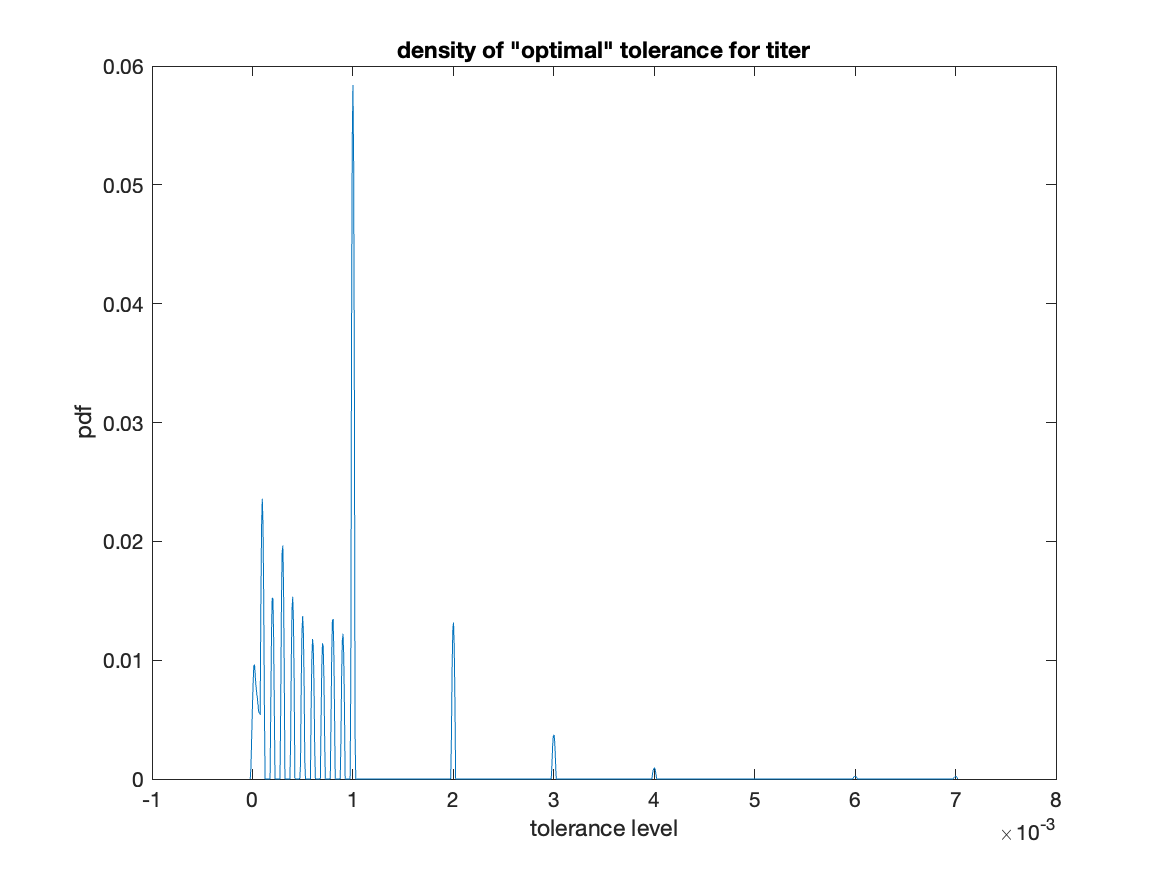 density of "optimal" tolerance for titer
0.06
0.05
0.04
0.03
0.02
0.01
0
pdf
-1 0 1 2 3 4 5 6 7 8
tolerance level
×10-3